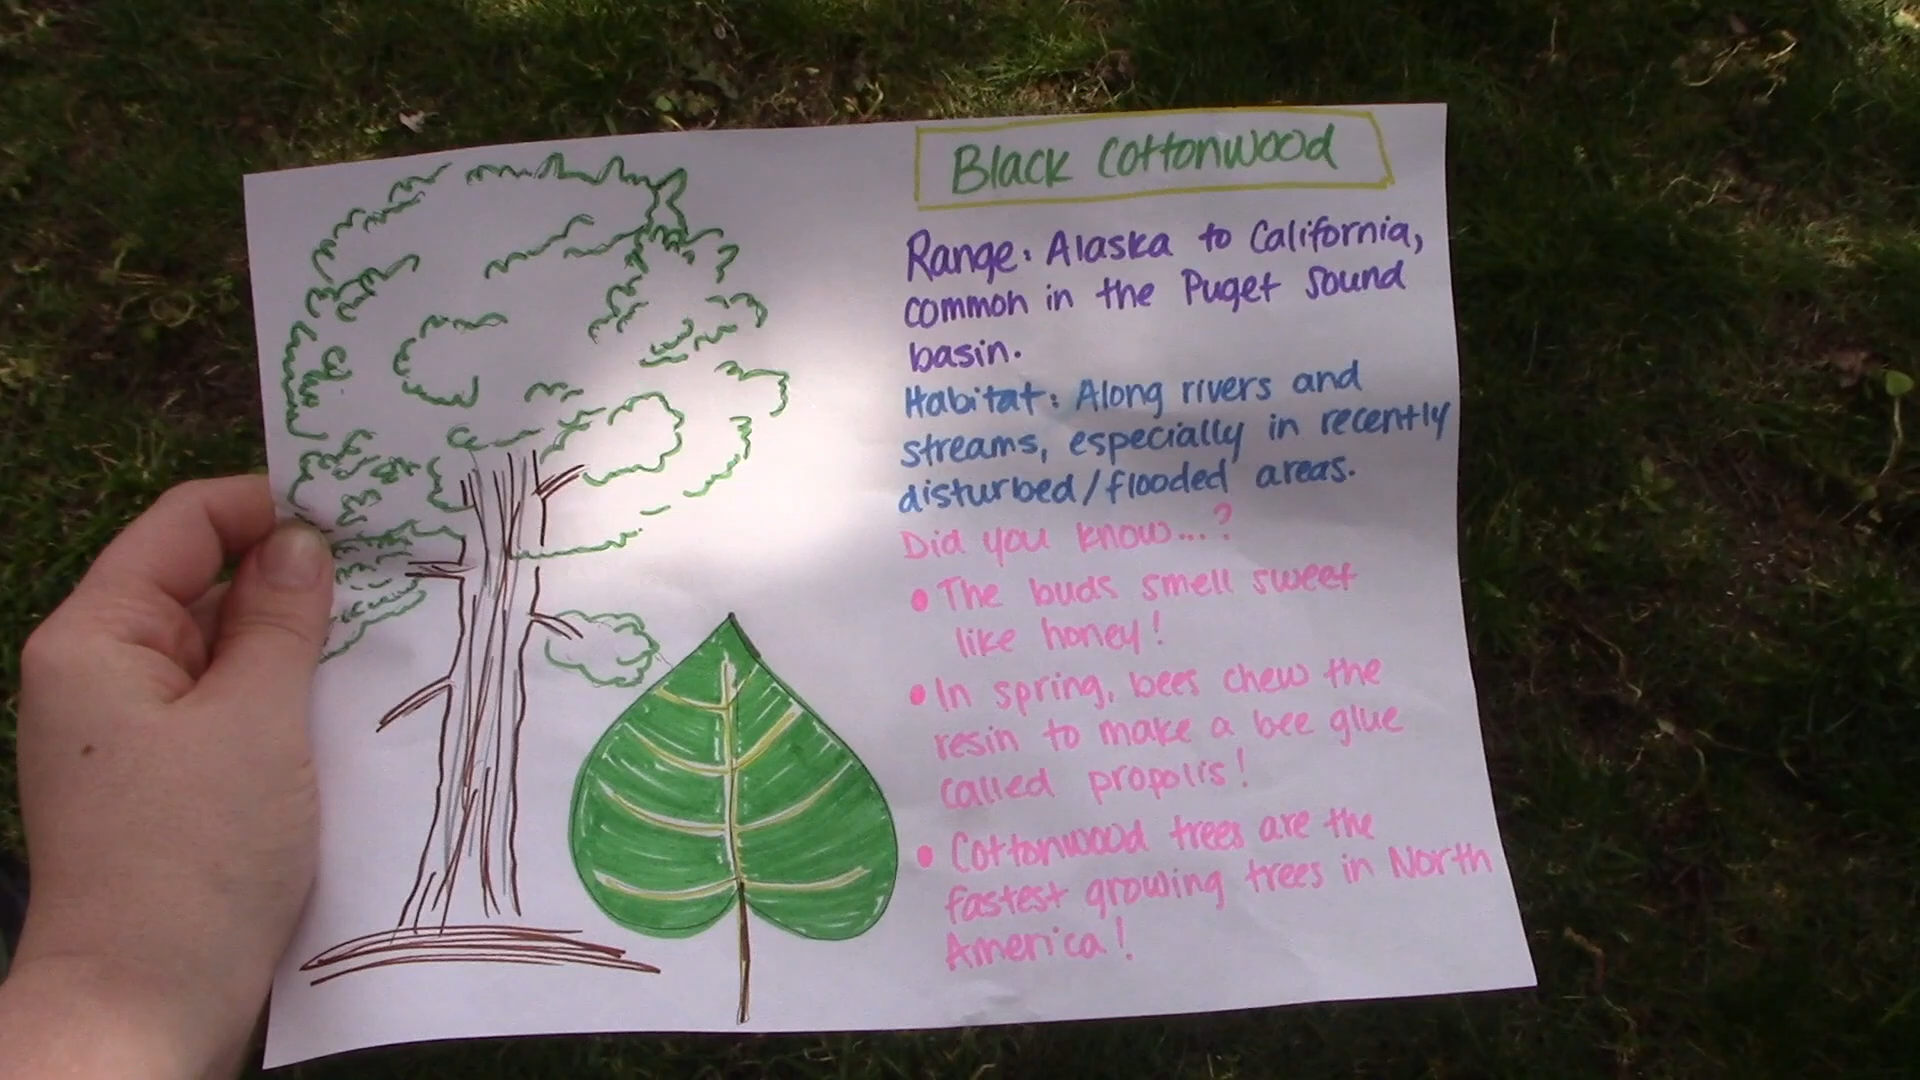 Black Cottonwood
Range: Alaska to California,
common in the Puget Sound
basin.
Habitat: Along rivers and
streams, especially in recently
disturbed/flooded areas.
Did you know...?
• The buds smell sweet
like honey!
• In spring, bees chew the
resin to make a bee glue
called propolis!
• Cottonwood trees are the
fastest growing trees in North
America!